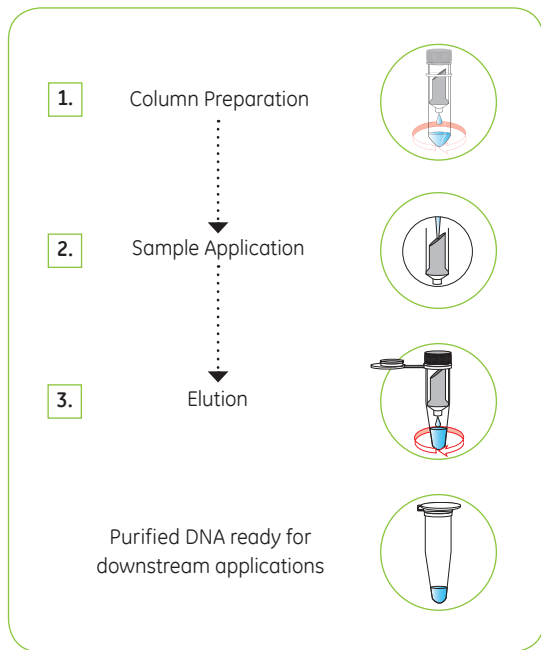 1. Column Preparation
2. Sample Application
3. Elution
Purified DNA ready for
downstream applications